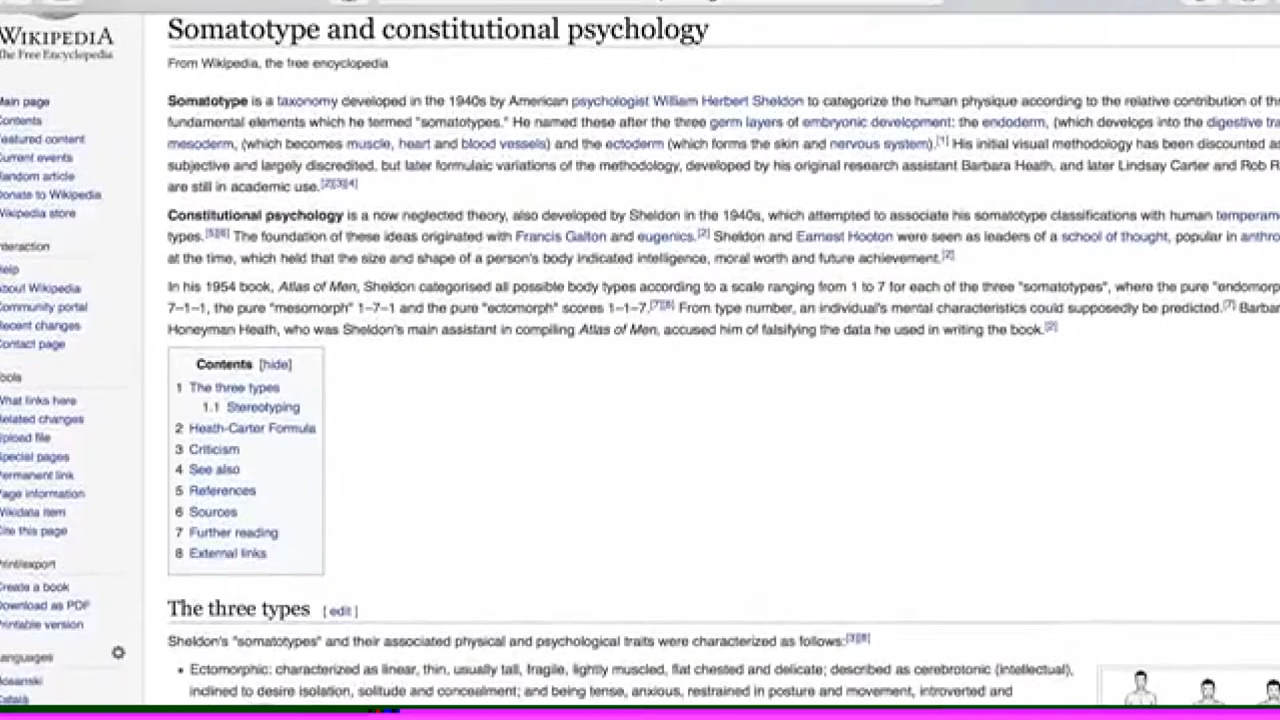 Somatotype and constitutional psychology
WIKIPEDIA
The Free Encyclopedia
From Wikipedia, the free encyclopedia
Main page
Contents
Featured content
Current events
Random article
Donate to Wikipedia
Wikipedia store
Interaction
Help
About Wikipedia
Community portal
Recent changes
Contact page
Tools
What links here
Related changes
Upload file
Special pages
Permanent link
Page information
Wikidata item
Cite this page
Print/export
Create a book
Download as PDF
Printable version
Languages
Bosanski
Català
Somatotype is a taxonomy developed in the 1940s by American psychologist William Herbert Sheldon to categorize the human physique according to the relative contribution of
fundamental elements which he termed "somatotypes." He named these after the three germ layers of embryonic development: the endoderm, (which develops into the digestive
mesoderm, (which becomes muscle, heart and blood vessels) and the ectoderm (which forms the skin and nervous system).[1] His initial visual methodology has been discounted
subjective and largely discredited, but later formulaic variations of the methodology, developed by his original research assistant Barbara Heath, and later Lindsay Carter and Rob
are still in academic use.[2][3][4]
Constitutional psychology is a now neglected theory, also developed by Sheldon in the 1940s, which attempted to associate his somatotype classifications with human temperam
types.[5][6] The foundation of these ideas originated with Francis Galton and eugenics.[2] Sheldon and Earnest Hooton were seen as leaders of a school of thought, popular in anthro
at the time, which held that the size and shape of a person's body indicated intelligence, moral worth and future achievement.[2]
In his 1954 book, Atlas of Men, Sheldon categorised all possible body types according to a scale ranging from 1 to 7 for each of the three "somatotypes", where the pure "endomorp
7–1–1, the pure "mesomorph" 1–7–1 and the pure "ectomorph" scores 1–1–7.[7][8] From type number, an individual's mental characteristics could supposedly be predicted.[7] Barba
Honeyman Heath, who was Sheldon's main assistant in compiling Atlas of Men, accused him of falsifying the data he used in writing the book.[2]
Contents [hide]
1 The three types
1.1 Stereotyping
2 Heath-Carter Formula
3 Criticism
4 See also
5 References
6 Sources
7 Further reading
8 External links
The three types [ edit ]
Sheldon's "somatotypes" and their associated physical and psychological traits were characterized as follows:[3][8]
• Ectomorphic: characterized as linear, thin, usually tall, fragile, lightly muscled, flat chested and delicate; described as cerebrotonic (intellectual),
inclined to desire isolation, solitude and concealment; and being tense, anxious, restrained in posture and movement, introverted and